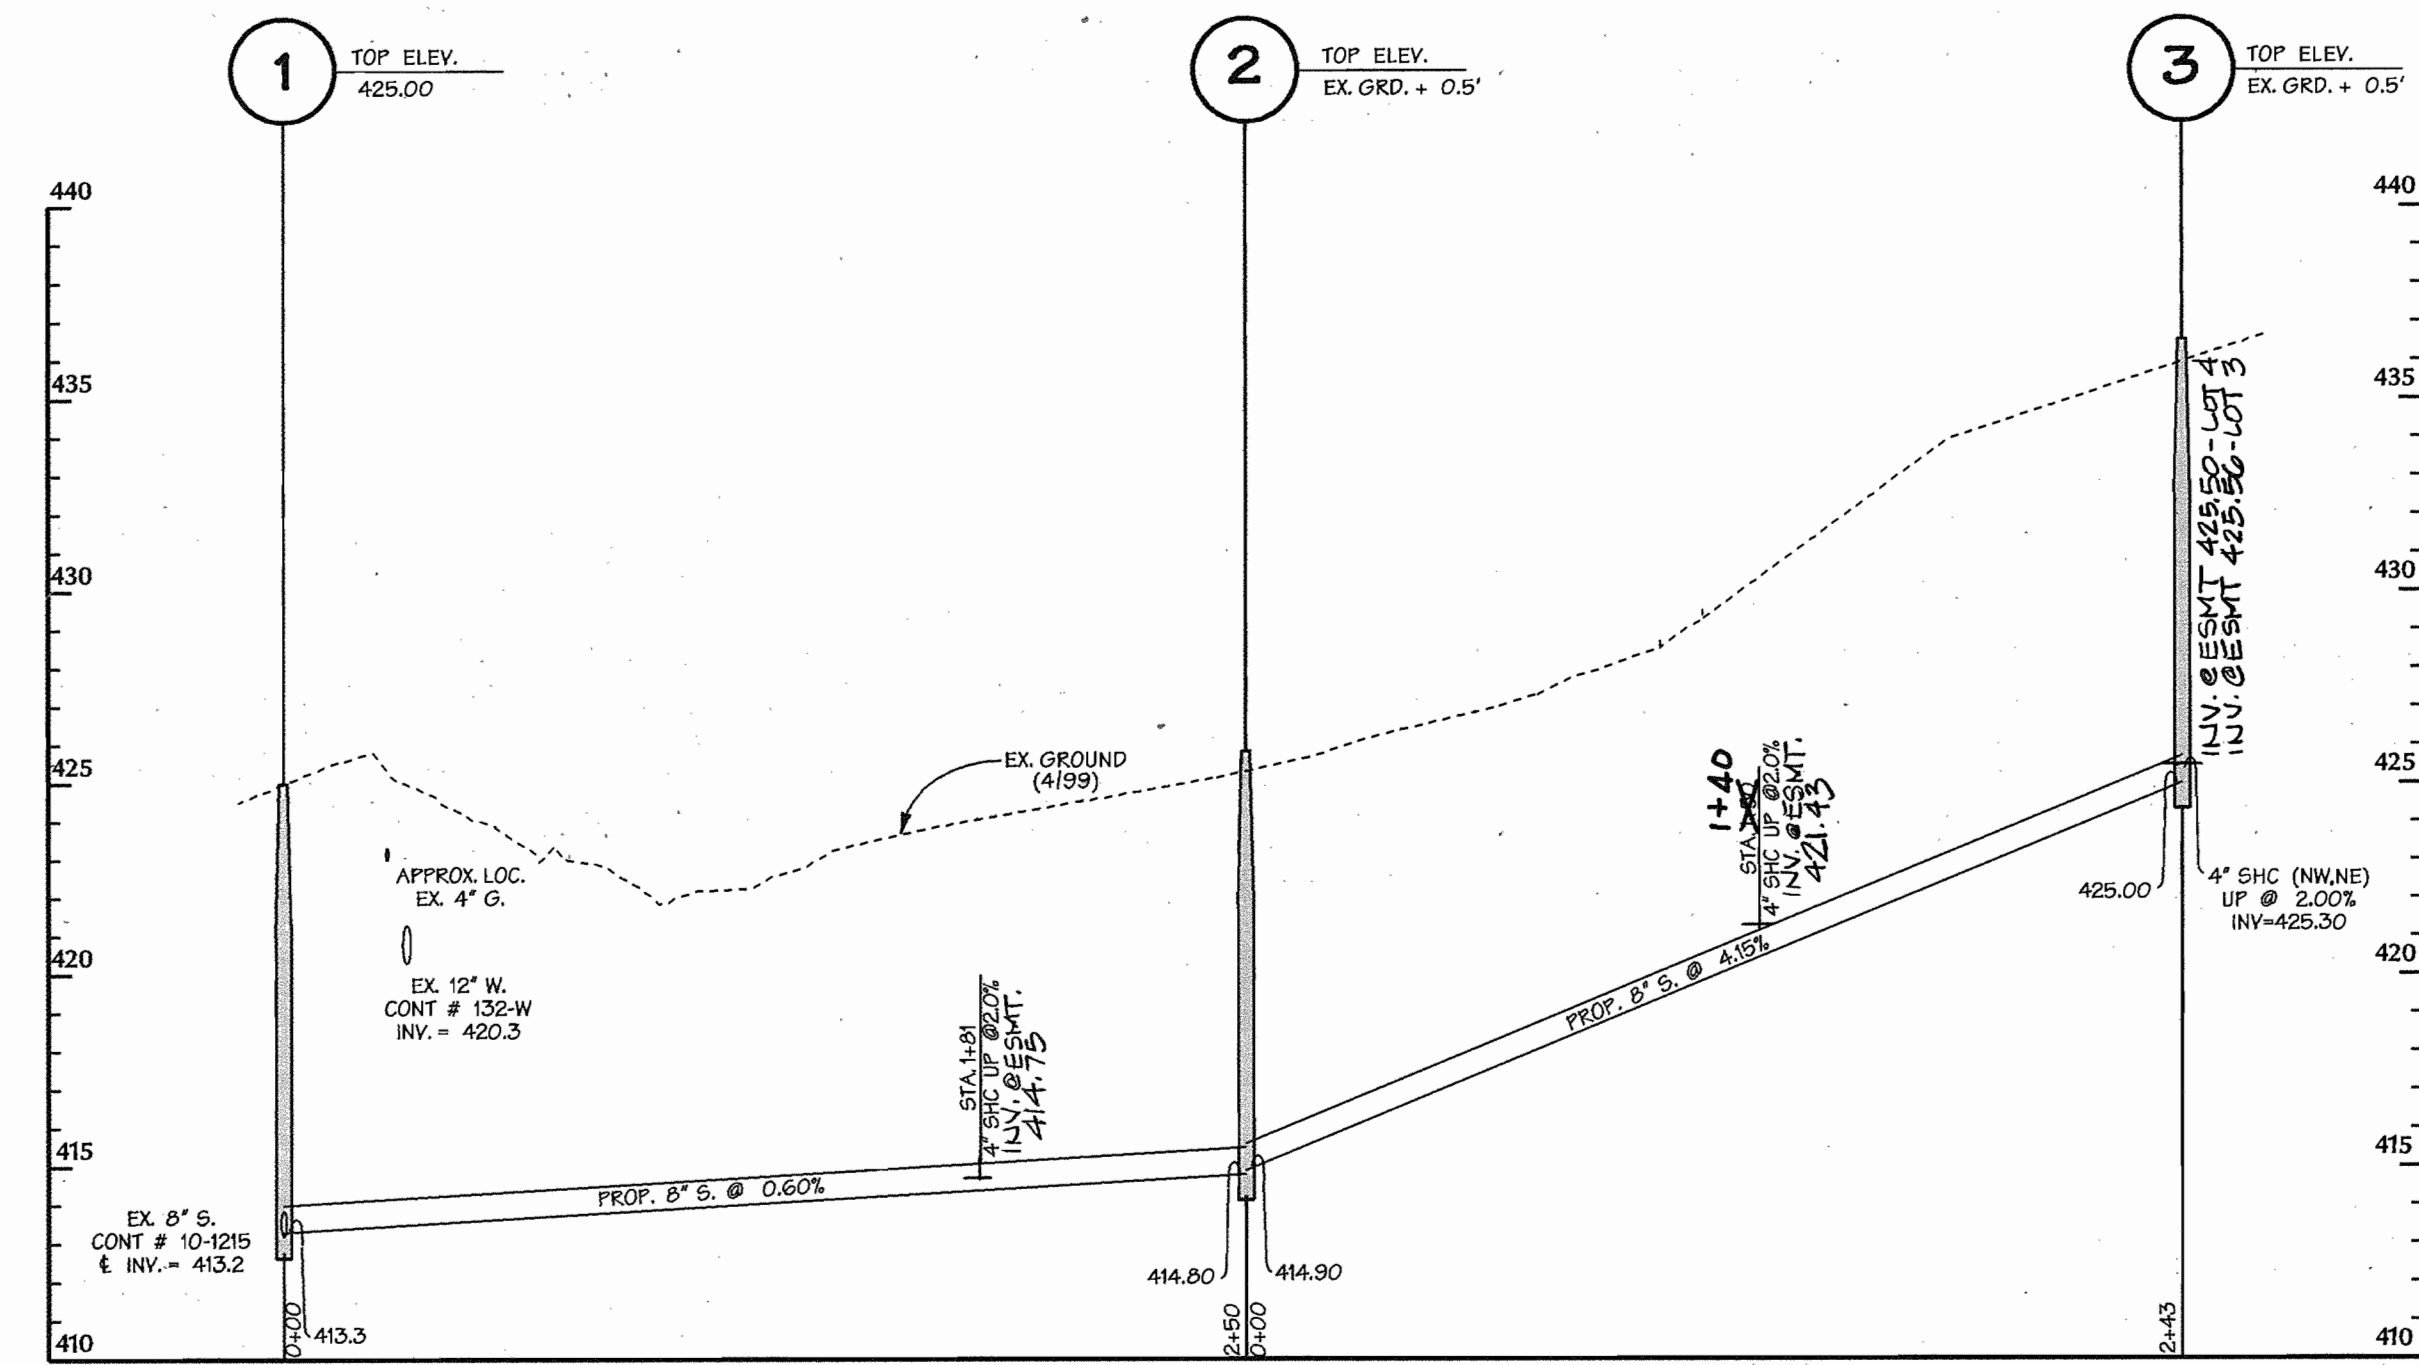 1
TOP ELEV.
425.00
2
TOP ELEV.
EX. GRD. + 0.5'
3
TOP ELEV.
EX. GRD. + 0.5'
440
435
430
425
420
415
410
440
435
430
425
420
415
410
EX. GROUND
(4/99)
APPROX. LOC.
EX. 4" G.
EX. 12" W.
CONT # 132-W
INV. = 420.3
EX. 8" S.
CONT # 10-1215
℄ INV. = 413.2
413.3
0+00
PROP. 8" S. @ 0.60%
STA. 1+81
4" SHC UP @2.0%
INV. @ESMT.
414.75
414.80
414.90
2+50
0+00
PROP. 8" S. @ 4.15%
1+40
STA.
4" SHC UP @2.0%
INV. @ESMT.
421.43
INV. @ESMT 425.50-LOT 4
INV. @ESMT 425.56-LOT 3
425.00
4" SHC (NW,NE)
UP @ 2.00%
INV=425.30
2+43